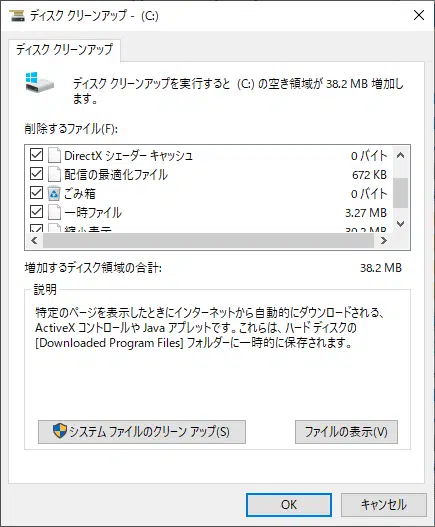 ディスク クリーンアップ - (C:)
ディスク クリーンアップ
ディスク クリーンアップを実行すると (C:) の空き領域が 38.2 MB 増加し
ます。
削除するファイル(F):
DirectX シェーダー キャッシュ 0 バイト
配信の最適化ファイル 672 KB
ごみ箱 0 バイト
一時ファイル 3.27 MB
縮小表示 30.2 MB
増加するディスク領域の合計: 38.2 MB
説明
特定のページを表示したときにインターネットから自動的にダウンロードされる、
ActiveX コントロールや Java アプレットです。これらは、ハード ディスクの
[Downloaded Program Files] フォルダーに一時的に保存されます。
システム ファイルのクリーン アップ(S)
ファイルの表示(V)
OK
キャンセル